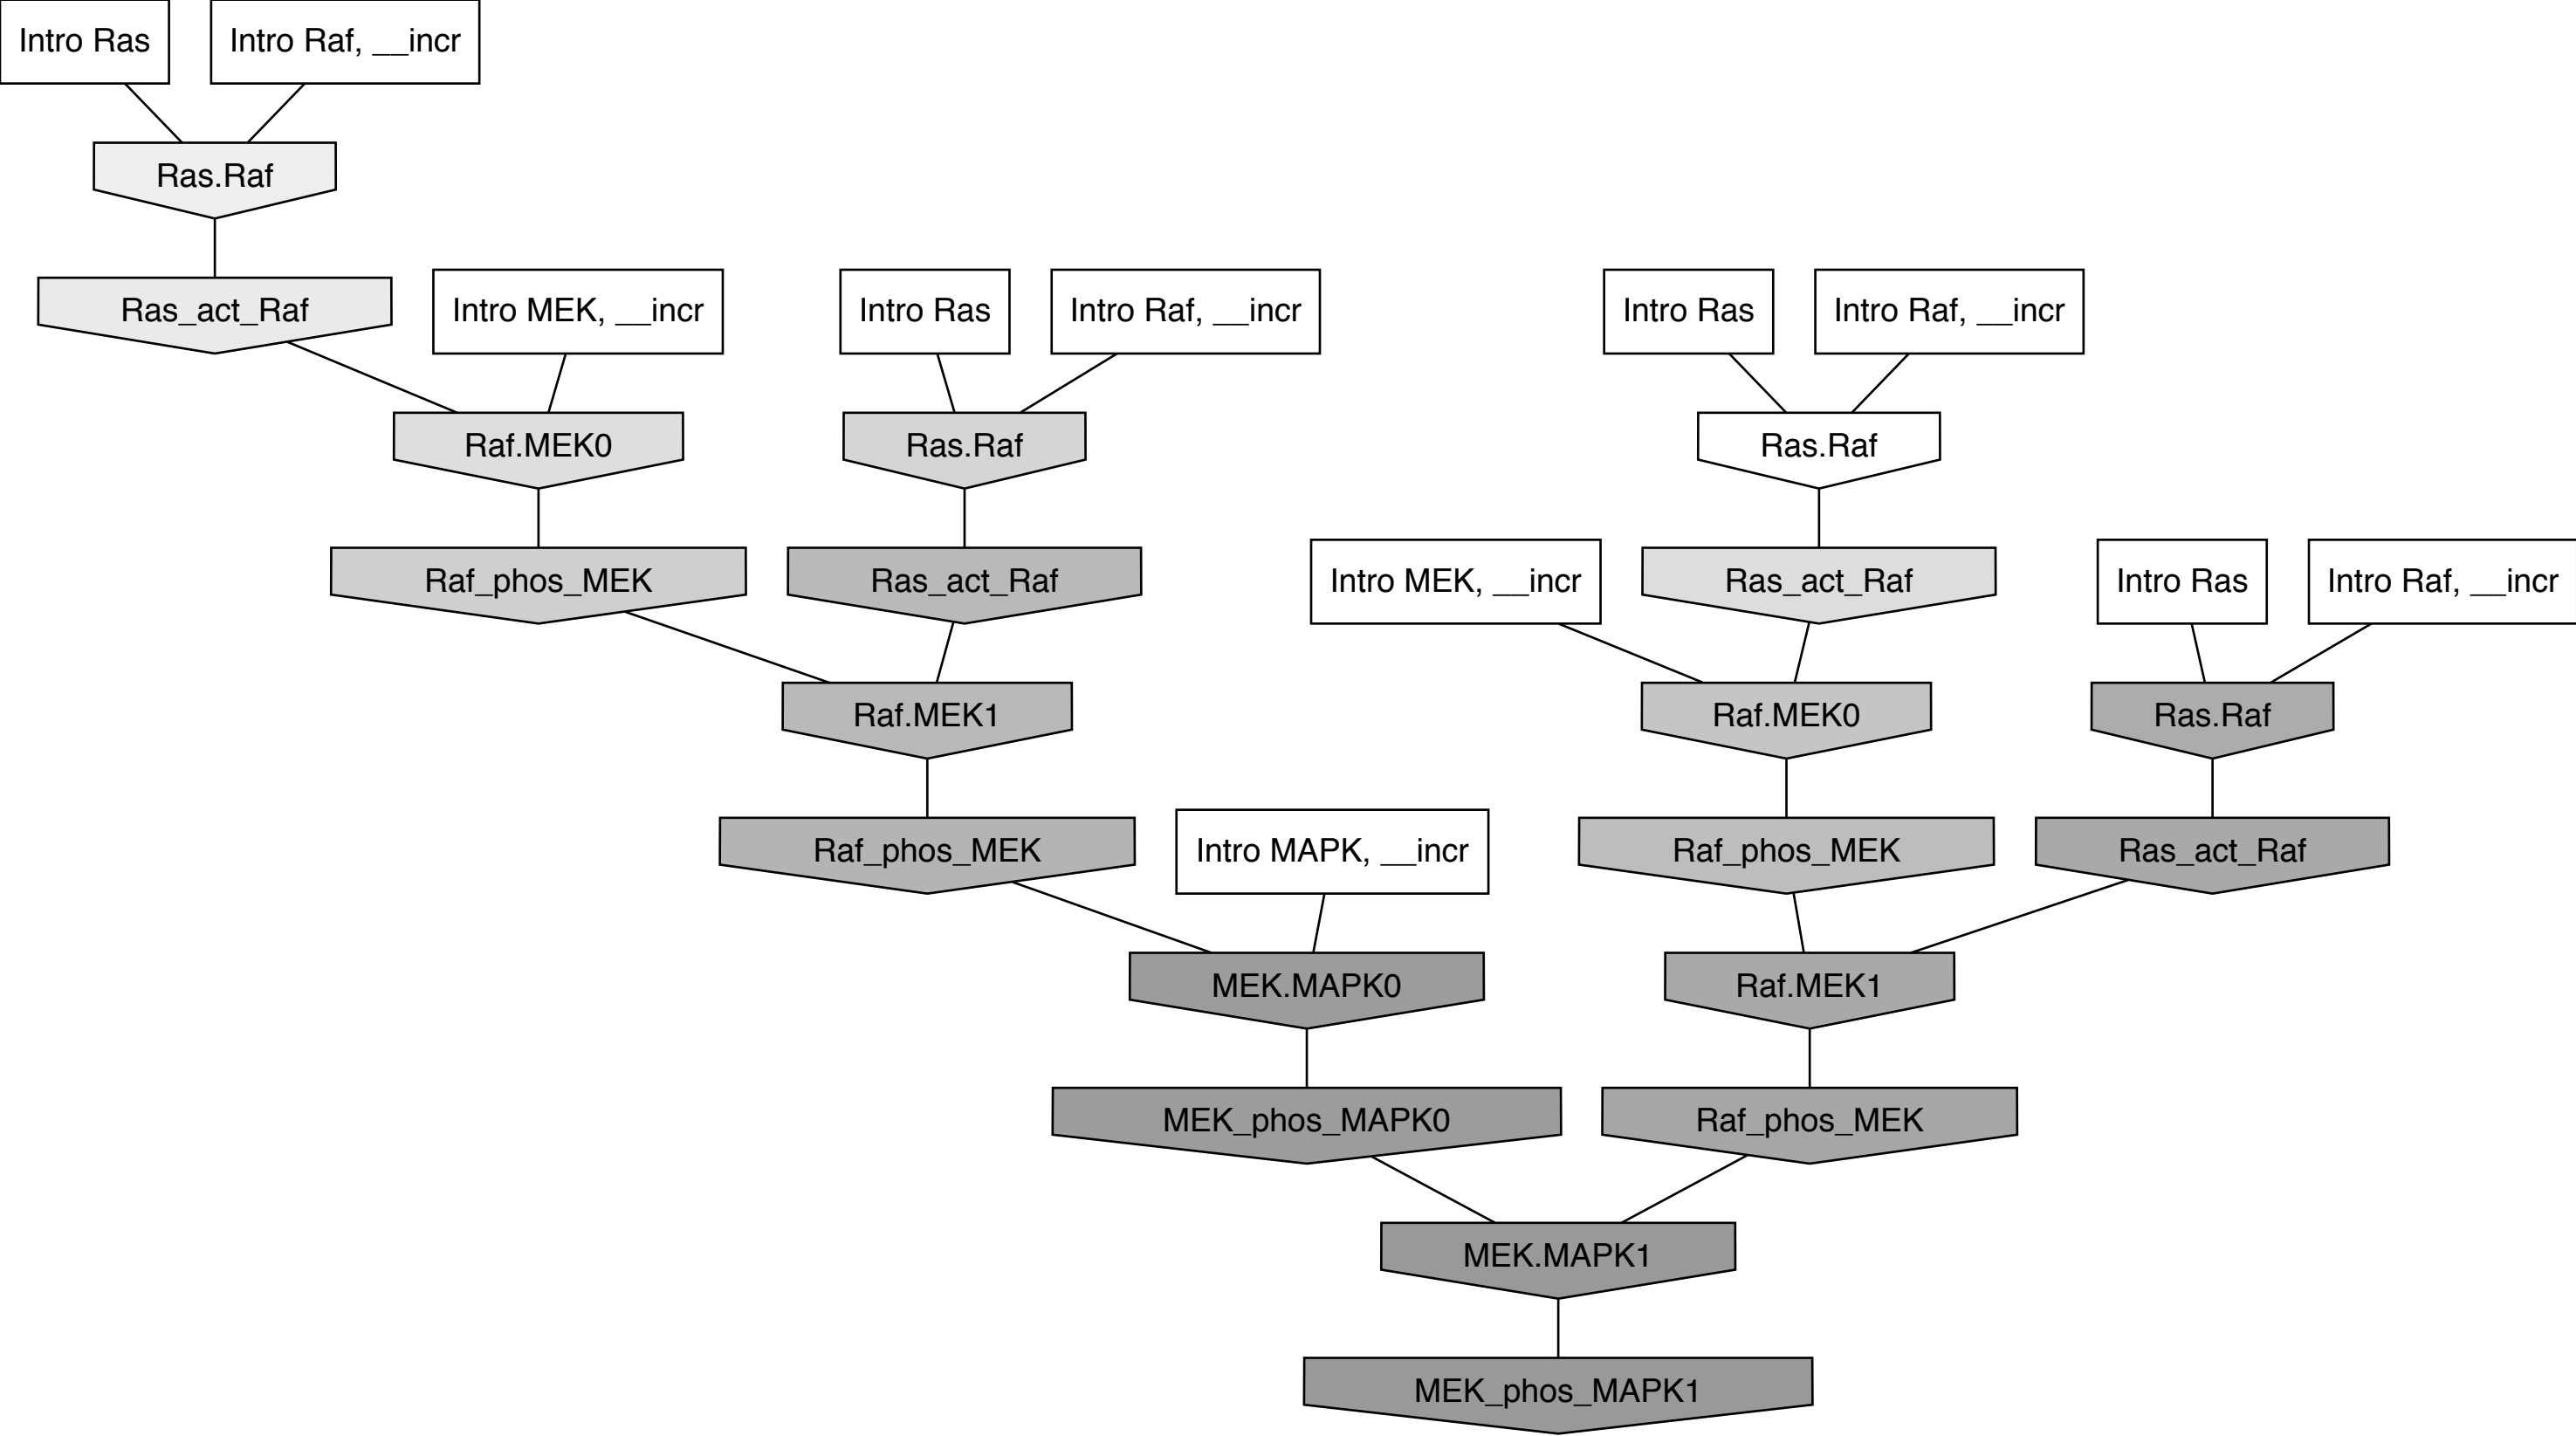 Intro Ras
Intro Raf, __incr
Ras.Raf
Ras_act_Raf
Intro MEK, __incr
Intro Ras
Intro Raf, __incr
Intro Ras
Intro Raf, __incr
Raf.MEK0
Ras.Raf
Ras.Raf
Raf_phos_MEK
Ras_act_Raf
Intro MEK, __incr
Ras_act_Raf
Intro Ras
Intro Raf, __incr
Raf.MEK1
Raf.MEK0
Ras.Raf
Raf_phos_MEK
Intro MAPK, __incr
Raf_phos_MEK
Ras_act_Raf
MEK.MAPK0
Raf.MEK1
MEK_phos_MAPK0
Raf_phos_MEK
MEK.MAPK1
MEK_phos_MAPK1